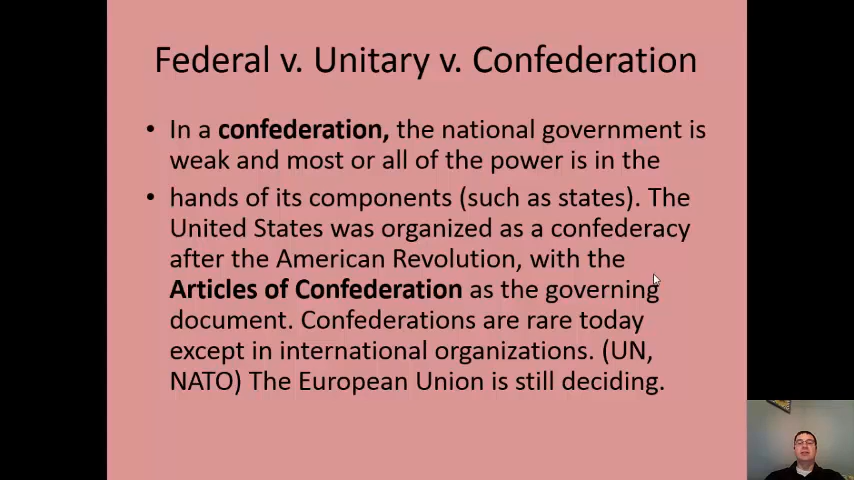 Federal v. Unitary v. Confederation
• In a confederation, the national government is
weak and most or all of the power is in the
• hands of its components (such as states). The
United States was organized as a confederacy
after the American Revolution, with the
Articles of Confederation as the governing
document. Confederations are rare today
except in international organizations. (UN,
NATO) The European Union is still deciding.